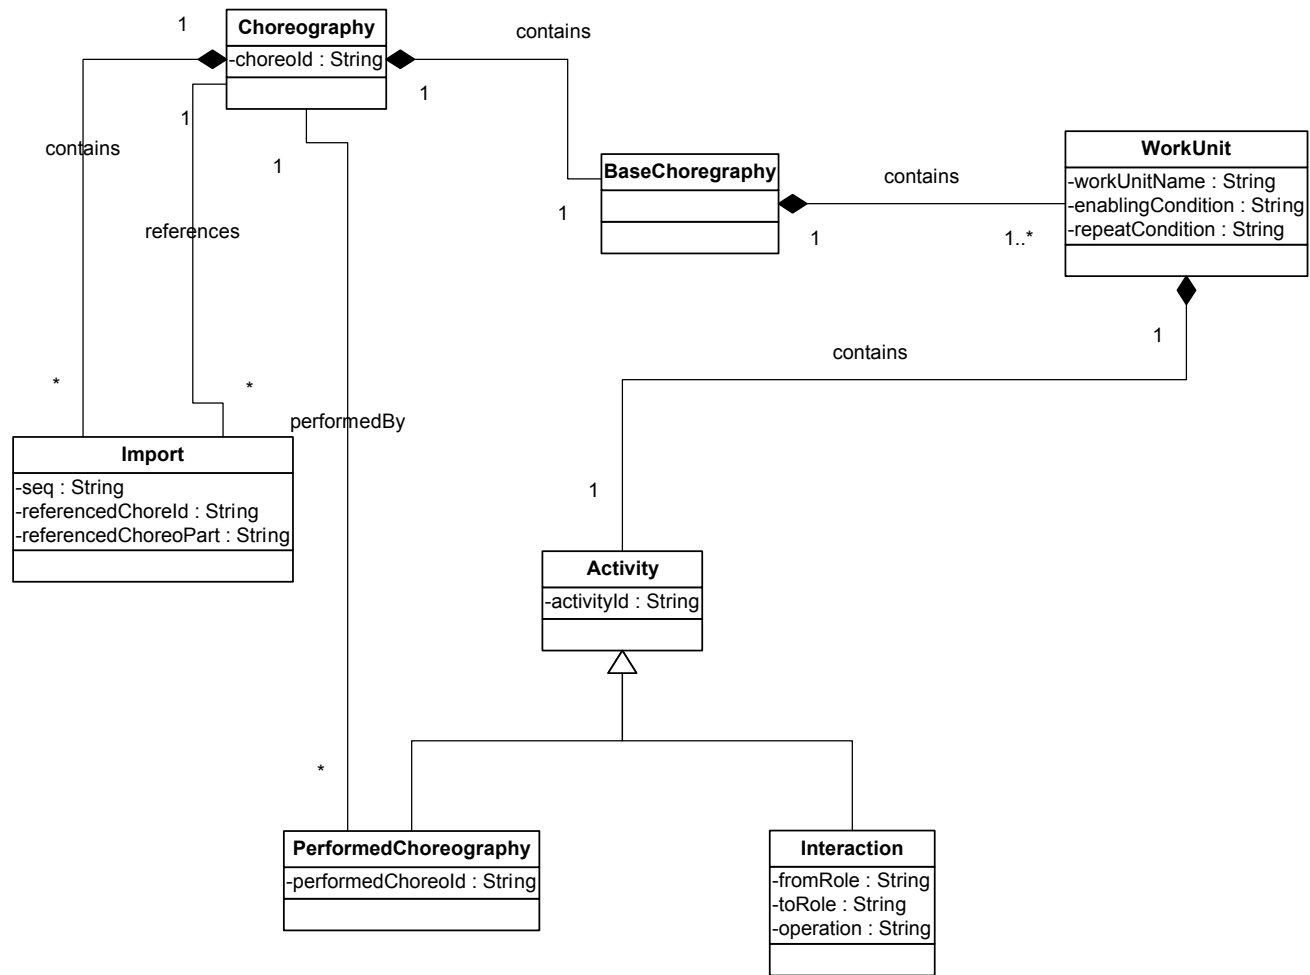 1
Choreography
-choreoId : String
contains
1
1
contains
1
references
BaseChoregraphy
1
contains
1
1..*
WorkUnit
-workUnitName : String
-enablingCondition : String
-repeatCondition : String
1
contains
*
*
performedBy
Import
-seq : String
-referencedChoreId : String
-referencedChoreoPart : String
1
Activity
-activityId : String
*
PerformedChoreography
-performedChoreoId : String
Interaction
-fromRole : String
-toRole : String
-operation : String